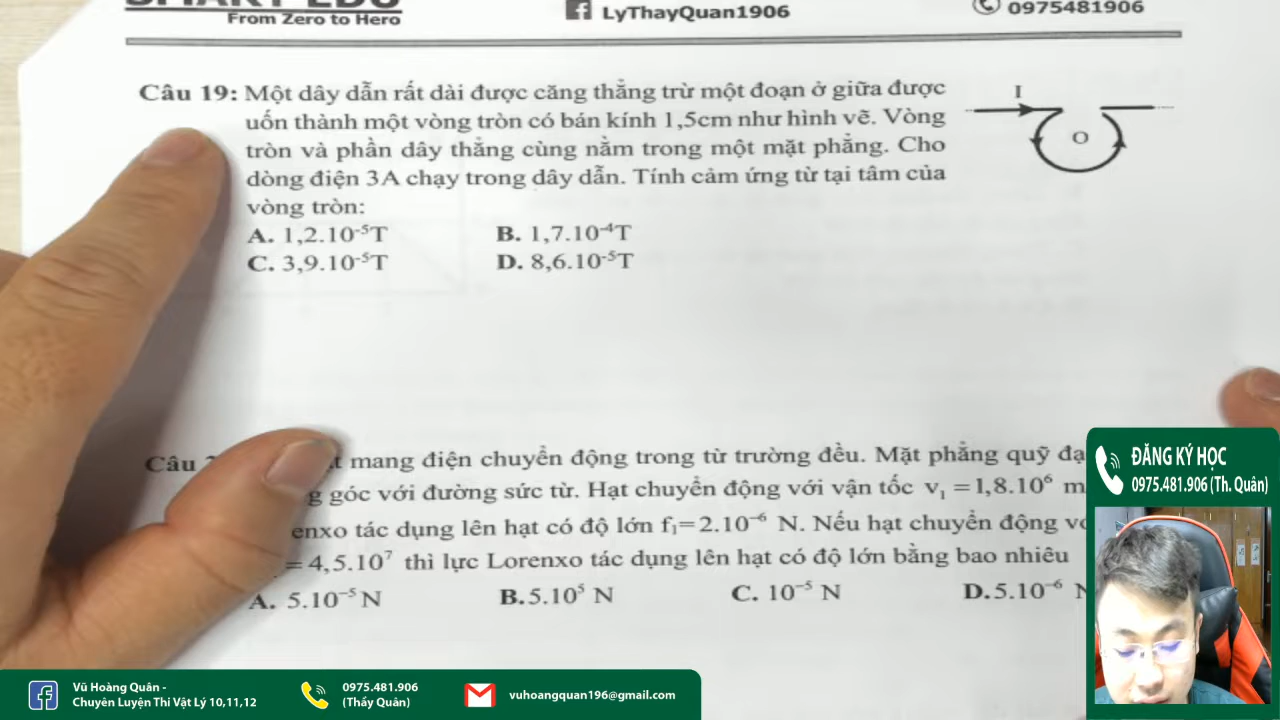 From Zero to Hero
LyThayQuan1906
0975481906
Câu 19: Một dây dẫn rất dài được căng thẳng trừ một đoạn ở giữa được
uốn thành một vòng tròn có bán kính 1,5cm như hình vẽ. Vòng
tròn và phần dây thẳng cùng nằm trong một mặt phẳng. Cho
dòng điện 3A chạy trong dây dẫn. Tính cảm ứng từ tại tâm của
vòng tròn:
I
O
A. 1,2.10⁻⁵T B. 1,7.10⁻⁴T
C. 3,9.10⁻⁵T D. 8,6.10⁻⁵T
Câu
mang điện chuyển động trong từ trường đều. Mặt phẳng quỹ đạ
g góc với đường sức từ. Hạt chuyển động với vận tốc v₁ = 1,8.10⁶ m
enxo tác dụng lên hạt có độ lớn f₁= 2.10⁻⁶ N. Nếu hạt chuyển động
= 4,5.10⁷ thì lực Lorenxo tác dụng lên hạt có độ lớn bằng bao nhiêu
A. 5.10⁻⁵ N B. 5.10⁵ N C. 10⁻⁵ N D. 5.10⁻⁶
ĐĂNG KÝ HỌC
0975.481.906 (Th. Quân)
Vũ Hoàng Quân -
Chuyên Luyện Thi Vật Lý 10,11,12
0975.481.906
(Thầy Quân)
vuhoangquan196@gmail.com